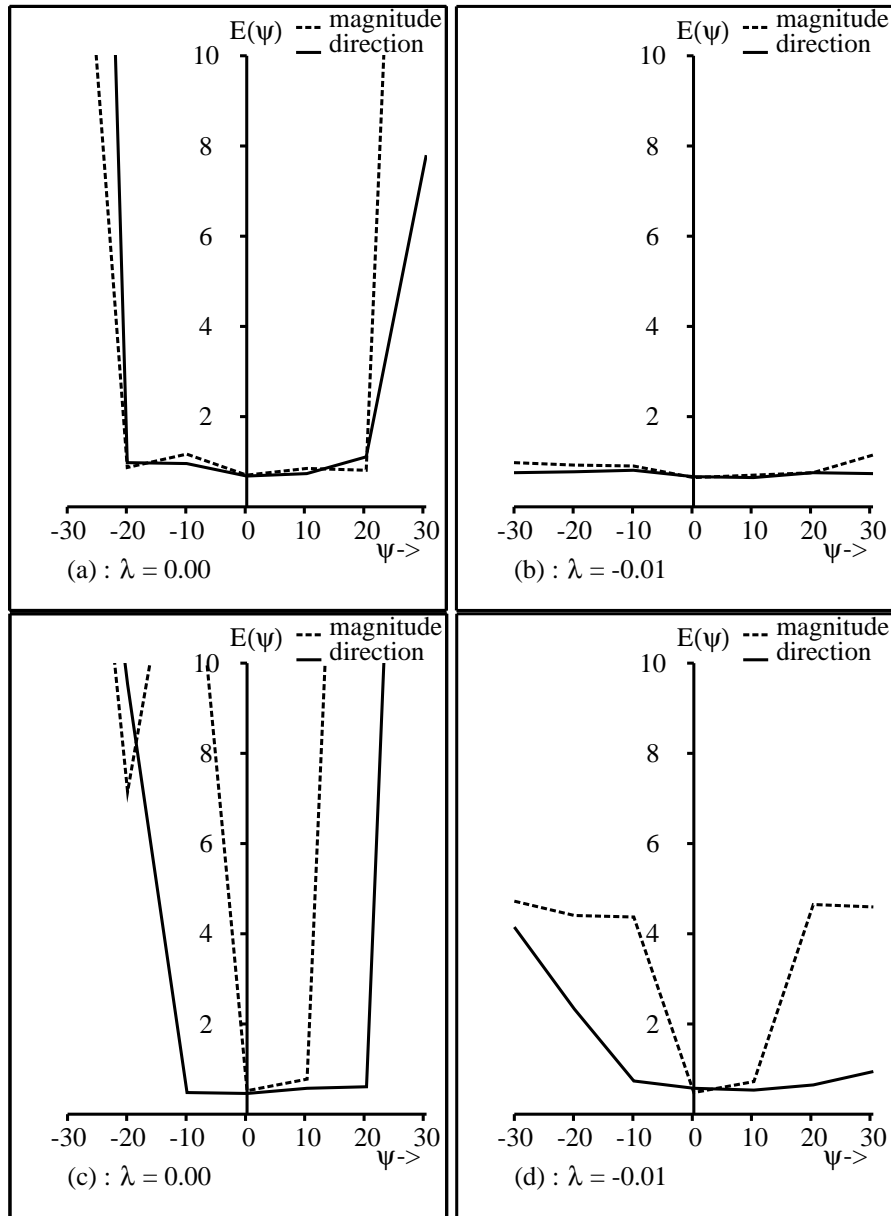 E(ψ) magnitude
direction
10
8
6
4
2
-30 -20 -10 0 10 20 30
ψ->
(a) : λ = 0.00
E(ψ) magnitude
direction
10
8
6
4
2
-30 -20 -10 0 10 20 30
ψ->
(b) : λ = -0.01
E(ψ) magnitude
direction
10
8
6
4
2
-30 -20 -10 0 10 20 30
ψ->
(c) : λ = 0.00
E(ψ) magnitude
direction
10
8
6
4
2
-30 -20 -10 0 10 20 30
ψ->
(d) : λ = -0.01